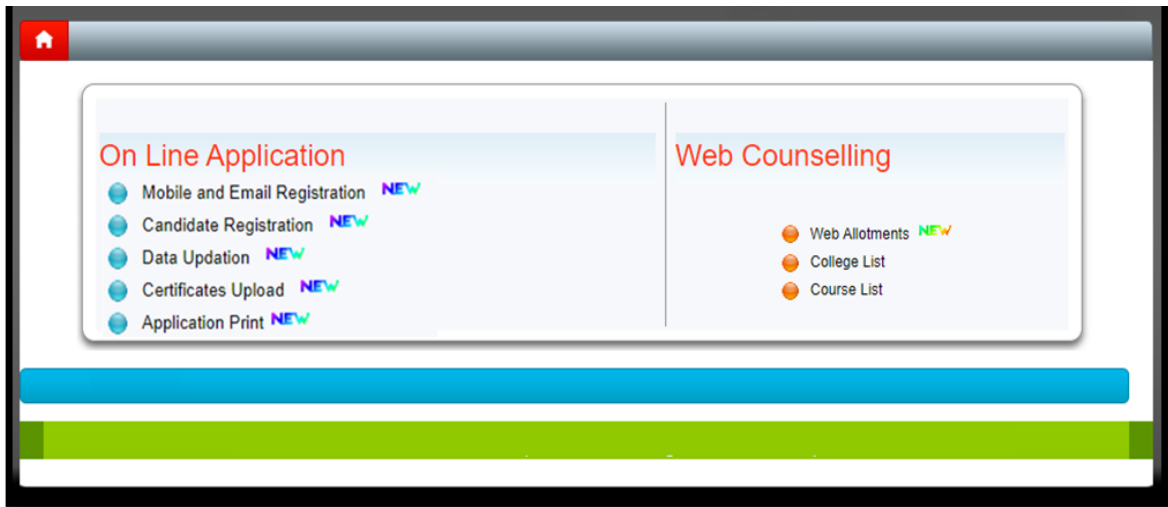 On Line Application
Mobile and Email Registration NEW
Candidate Registration NEW
Data Updation NEW
Certificates Upload NEW
Application Print NEW
Web Counselling
Web Allotments NEW
College List
Course List